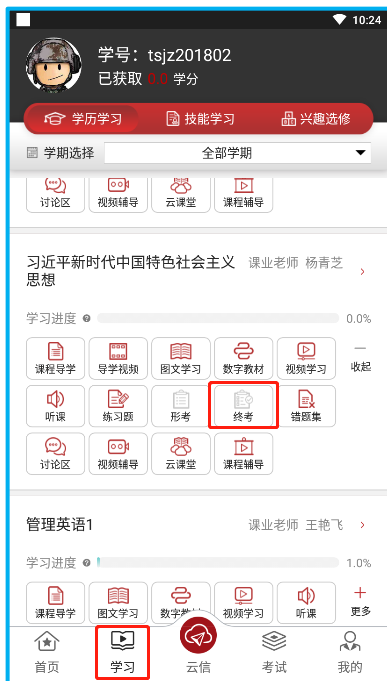 10:24
学号：tsjz201802
已获取 0.0 学分
学历学习 技能学习 兴趣选修
学期选择 全部学期
讨论区 视频辅导 云课堂 课程辅导
习近平新时代中国特色社会主义 课业老师 杨青芝
思想
学习进度 0.0%
课程导学 导学视频 图文学习 数字教材 视频学习 收起
听课 练习题 形考 终考 错题集
讨论区 视频辅导 云课堂 课程辅导
管理英语1 课业老师 王艳飞
学习进度 1.0%
课程导学 图文学习 数字教材 视频学习 听课 更多
首页 学习 云信 考试 我的